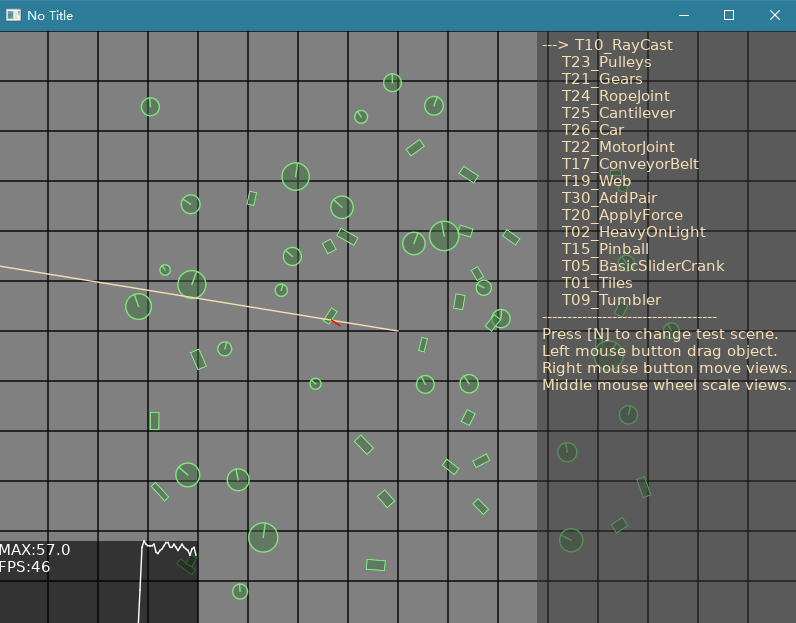 No Title
---> T10_RayCast
T23_Pulleys
T21_Gears
T24_RopeJoint
T25_Cantilever
T26_Car
T22_MotorJoint
T17_ConveyorBelt
T19_Web
T30_AddPair
T20_ApplyForce
T02_HeavyOnLight
T15_Pinball
T05_BasicSliderCrank
T01_Tiles
T09_Tumbler
-----------------------------------
Press [N] to change test scene.
Left mouse button drag object.
Right mouse button move views.
Middle mouse wheel scale views.
MAX:57.0
FPS:46